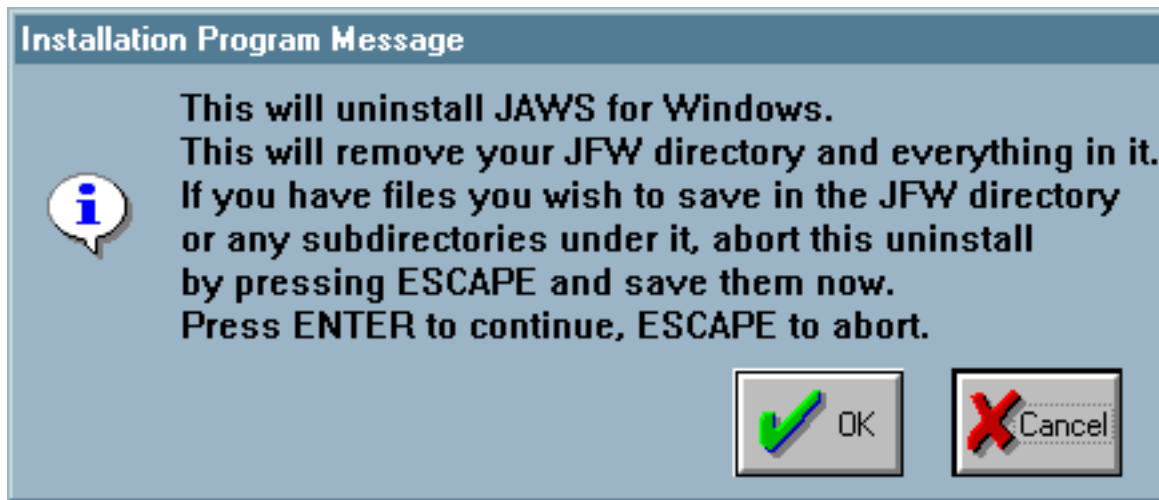 Installation Program Message
This will uninstall JAWS for Windows.
This will remove your JFW directory and everything in it.
If you have files you wish to save in the JFW directory
or any subdirectories under it, abort this uninstall
by pressing ESCAPE and save them now.
Press ENTER to continue, ESCAPE to abort.
OK
Cancel